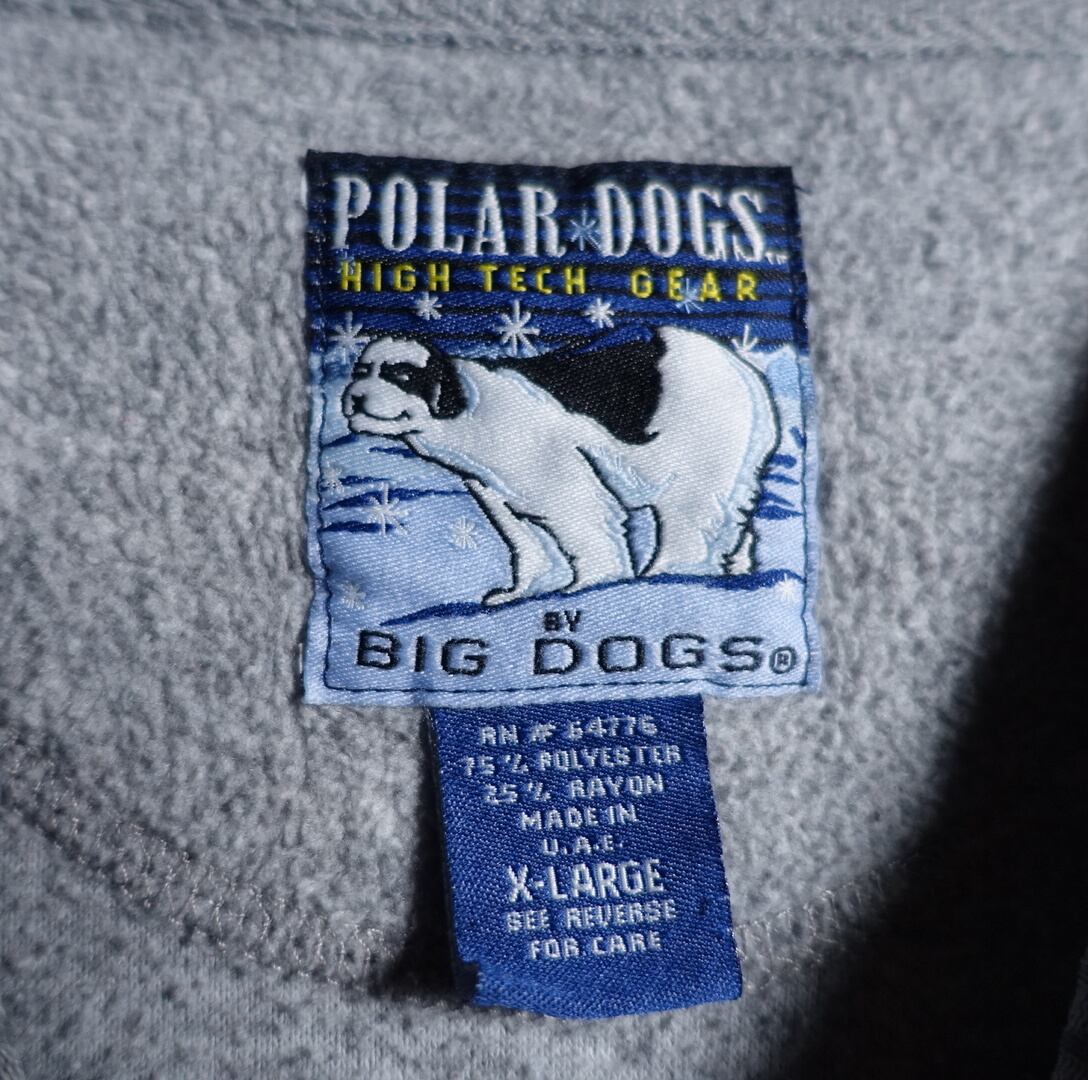 POLAR DOGS™
HIGH TECH GEAR
BY
BIG DOGS®
RN # 64776
75% POLYESTER
25% RAYON
MADE IN
U.A.E.
X-LARGE
SEE REVERSE
FOR CARE